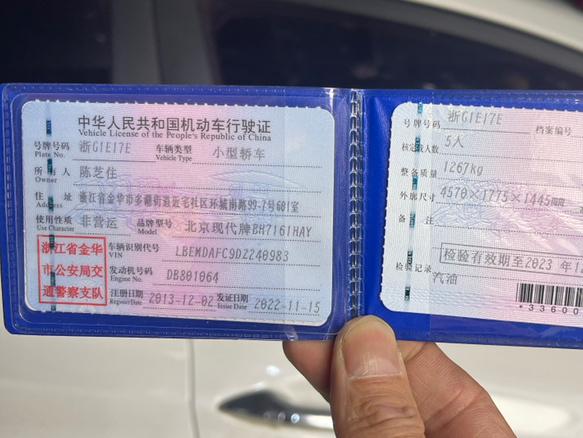 中华人民共和国机动车行驶证
Vehicle License of the People's Republic of China
号牌号码 浙G1E17E 车辆类型 小型轿车
Plate No. Vehicle Type
所有人 陈芝住
Owner
住址 浙江省金华市多湖街道 社区环城南路99-7号601室
Address
使用性质 非营运 品牌型号 北京现代牌BH7161HAY
Use Character Model
浙江省金华
市公安局交
通警察支队
车辆识别代号 LBEMDAFC9DZ240983
VIN
发动机号码 DB801064
Engine No.
注册日期 2013-12-02 发证日期 2022-11-15
Register Date Issue Date
号牌号码 浙G1E17E 档案编号
核定载人数 5人
整备质量 1267kg
外廓尺寸 4570×1775×1445mm
备注
检验记录 检验有效期至2023 年
汽油
*33600